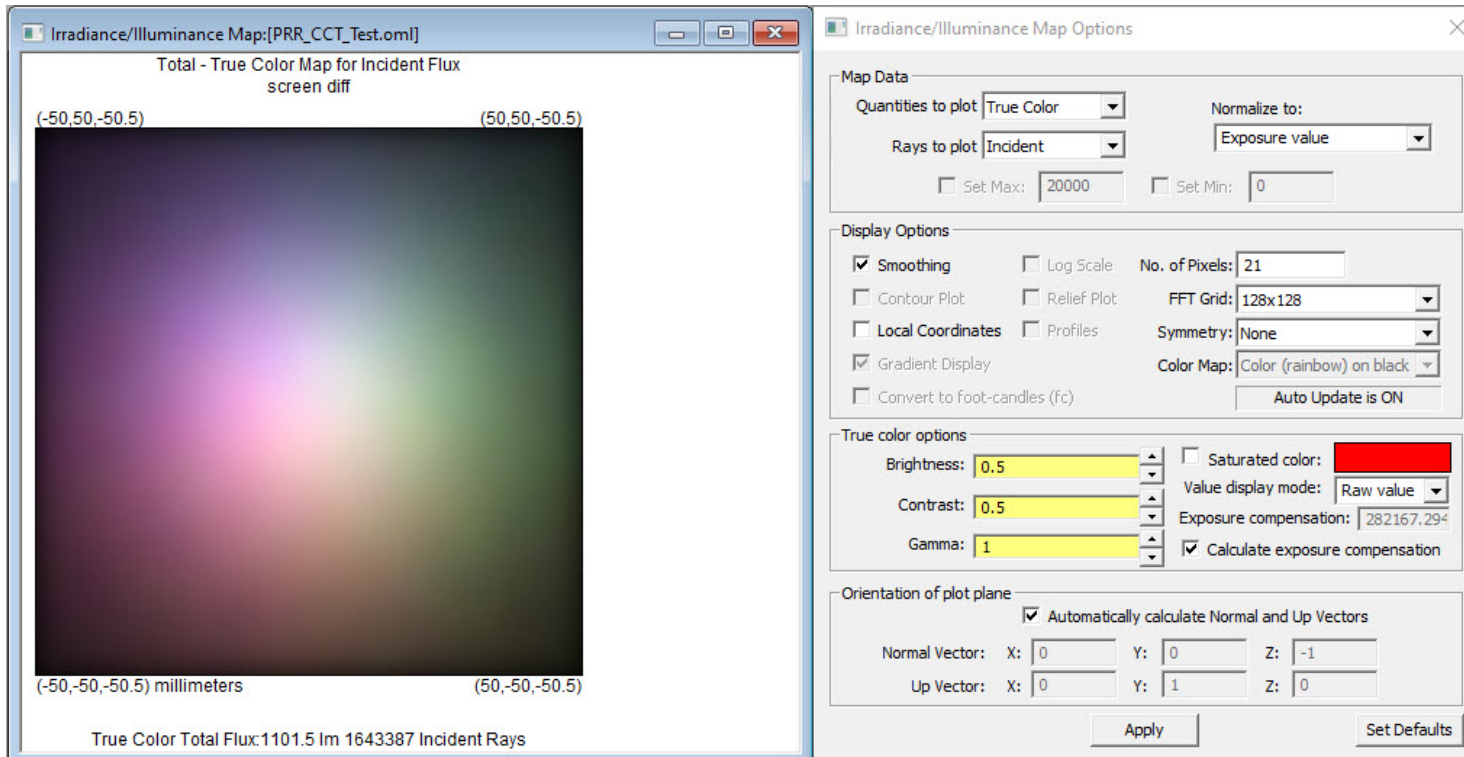 Irradiance/Illuminance Map:[PRR_CCT_Test.oml]
Total - True Color Map for Incident Flux
screen diff
(-50,50,-50.5) (50,50,-50.5)
(-50,-50,-50.5) millimeters (50,-50,-50.5)
True Color Total Flux:1101.5 lm 1643387 Incident Rays
Irradiance/Illuminance Map Options
Map Data
Quantities to plot True Color Normalize to:
Rays to plot Incident Exposure value
Set Max: 20000 Set Min: 0
Display Options
Smoothing Log Scale No. of Pixels: 21
Contour Plot Relief Plot FFT Grid: 128x128
Local Coordinates Profiles Symmetry: None
Gradient Display Color Map: Color (rainbow) on black
Convert to foot-candles (fc) Auto Update is ON
True color options
Brightness: 0.5 Saturated color:
Value display mode: Raw value
Contrast: 0.5
Exposure compensation: 282167.294
Gamma: 1 Calculate exposure compensation
Orientation of plot plane
Automatically calculate Normal and Up Vectors
Normal Vector: X: 0 Y: 0 Z: -1
Up Vector: X: 0 Y: 1 Z: 0
Apply Set Defaults